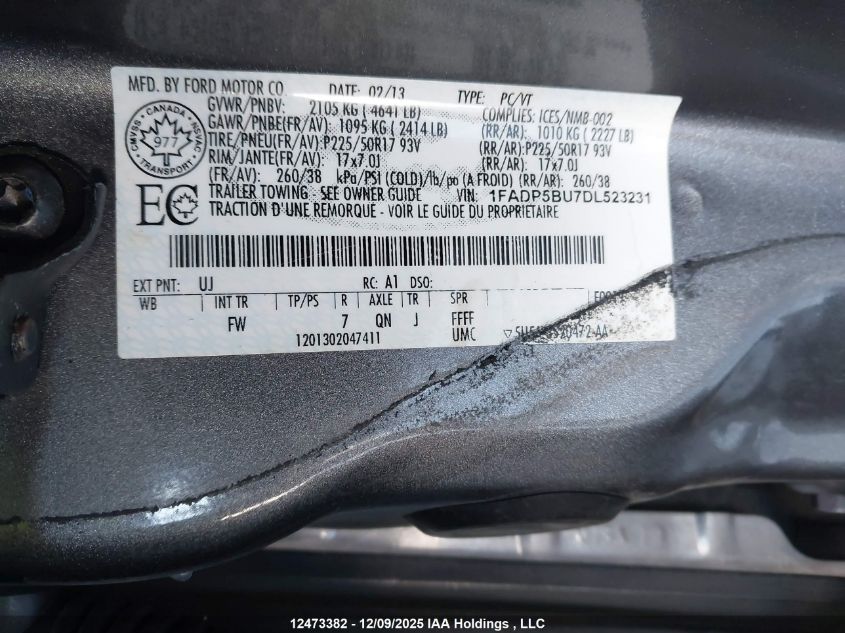 MFD. BY FORD MOTOR CO. DATE: 02/13 TYPE: PC/VT
GVWR/PNBV: 2105 KG ( 4641 LB) COMPLIES: ICES/NMB-002
GAWR/PNBE(FR/AV): 1095 KG ( 2414 LB) (RR/AR): 1010 KG ( 2227 LB)
TIRE/PNEU(FR/AV):P225/50R17 93V (RR/AR):P225/50R17 93V
RIM/JANTE(FR/AV): 17x7.0J (RR/AR): 17x7.0J
(FR/AV): 260/38 kPa/PSI (COLD)/lb/po (A FROID) (RR/AR): 260/38
TRAILER TOWING - SEE OWNER GUIDE VIN: 1FADP5BU7DL523231
TRACTION D'UNE REMORQUE - VOIR LE GUIDE DU PROPRIETAIRE
CANADA
CMVSS NSVAC
977
TRANSPORT
EC
EXT PNT: UJ RC: A1 DSO:
WB INT TR TP/PS R AXLE TR SPR
FW 7 QN J FFFF
1201302047411 UMC
12473382 - 12/09/2025 IAA Holdings , LLC